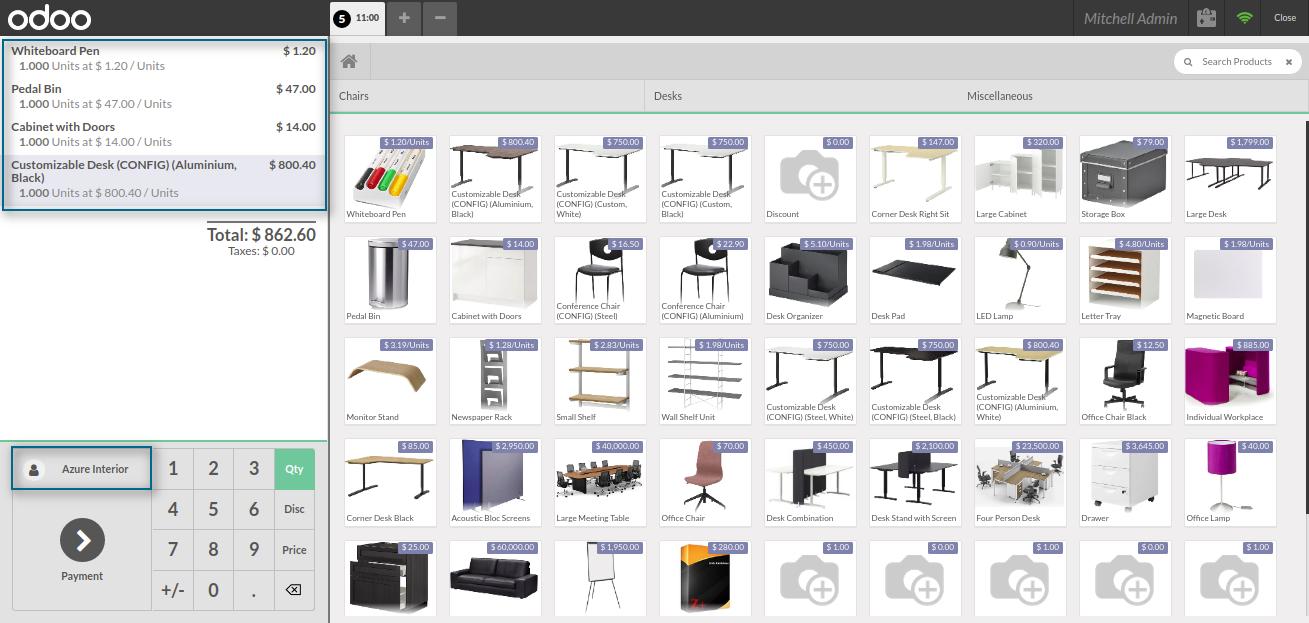 odoo
5 11:00
+
−
Mitchell Admin
Close
Whiteboard Pen $ 1.20
1.000 Units at $ 1.20 / Units
Pedal Bin $ 47.00
1.000 Units at $ 47.00 / Units
Cabinet with Doors $ 14.00
1.000 Units at $ 14.00 / Units
Customizable Desk (CONFIG) (Aluminium, $ 800.40
Black)
1.000 Units at $ 800.40 / Units
Total: $ 862.60
Taxes: $ 0.00
Azure Interior
Payment
1 2 3 Qty
4 5 6 Disc
7 8 9 Price
+/- 0 .
Search Products
Chairs Desks Miscellaneous
$ 1.20/Units
Whiteboard Pen
$ 800.40
Customizable Desk
(CONFIG) (Aluminium,
Black)
$ 750.00
Customizable Desk
(CONFIG) (Custom,
White)
$ 750.00
Customizable Desk
(CONFIG) (Custom,
Black)
$ 0.00
Discount
$ 147.00
Corner Desk Right Sit
$ 320.00
Large Cabinet
$ 79.00
Storage Box
$ 1,799.00
Large Desk
$ 47.00
Pedal Bin
$ 14.00
Cabinet with Doors
$ 16.50
Conference Chair
(CONFIG) (Steel)
$ 22.90
Conference Chair
(CONFIG) (Aluminium)
$ 5.10/Units
Desk Organizer
$ 1.98/Units
Desk Pad
$ 0.90/Units
LED Lamp
$ 4.80/Units
Letter Tray
$ 1.98/Units
Magnetic Board
$ 3.19/Units
Monitor Stand
$ 1.28/Units
Newspaper Rack
$ 2.83/Units
Small Shelf
$ 1.98/Units
Wall Shelf Unit
$ 750.00
Customizable Desk
(CONFIG) (Steel, White)
$ 750.00
Customizable Desk
(CONFIG) (Steel, Black)
$ 800.40
Customizable Desk
(CONFIG) (Aluminium,
White)
$ 12.50
Office Chair Black
$ 885.00
Individual Workplace
$ 85.00
Corner Desk Black
$ 2,950.00
Acoustic Bloc Screens
$ 40,000.00
Large Meeting Table
$ 70.00
Office Chair
$ 450.00
Desk Combination
$ 2,100.00
Desk Stand with Screen
$ 23,500.00
Four Person Desk
$ 3,645.00
Drawer
$ 40.00
Office Lamp
$ 25.00
$ 60,000.00
$ 1,950.00
$ 280.00
$ 1.00
$ 0.00
$ 1.00
$ 0.00
$ 1.00